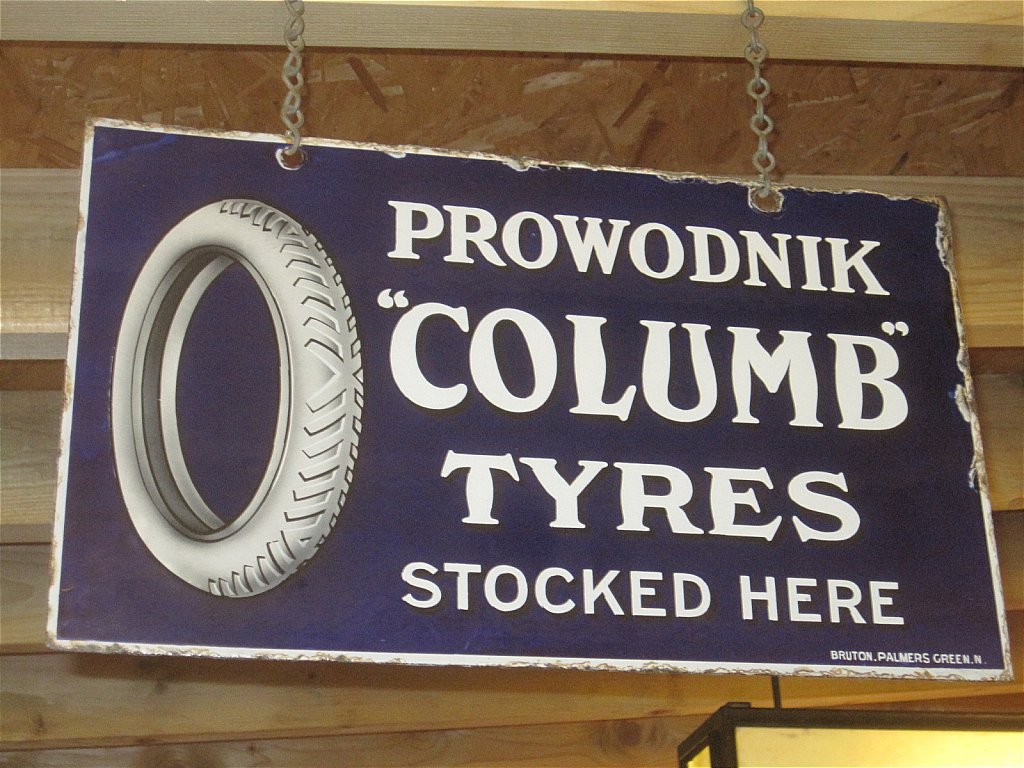 PROWODNIK
“COLUMB”
TYRES
STOCKED HERE
BRUTON. PALMERS GREEN. N.